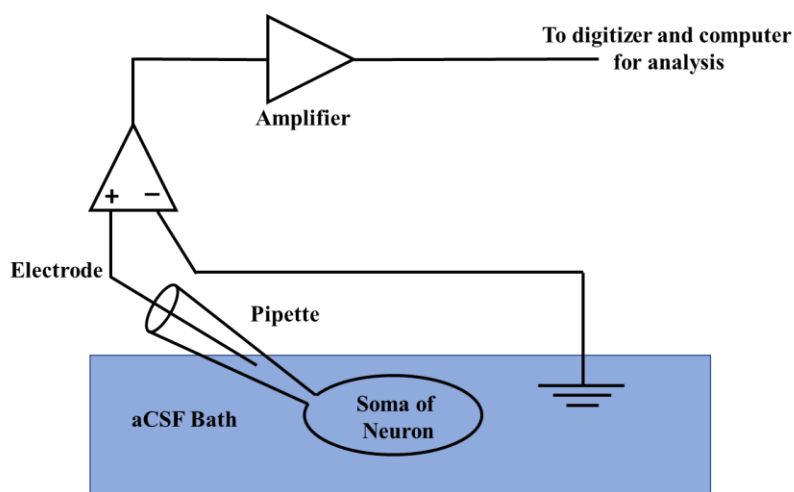 To digitizer and computer
for analysis
Amplifier
+ −
Electrode
Pipette
aCSF Bath
Soma of
Neuron